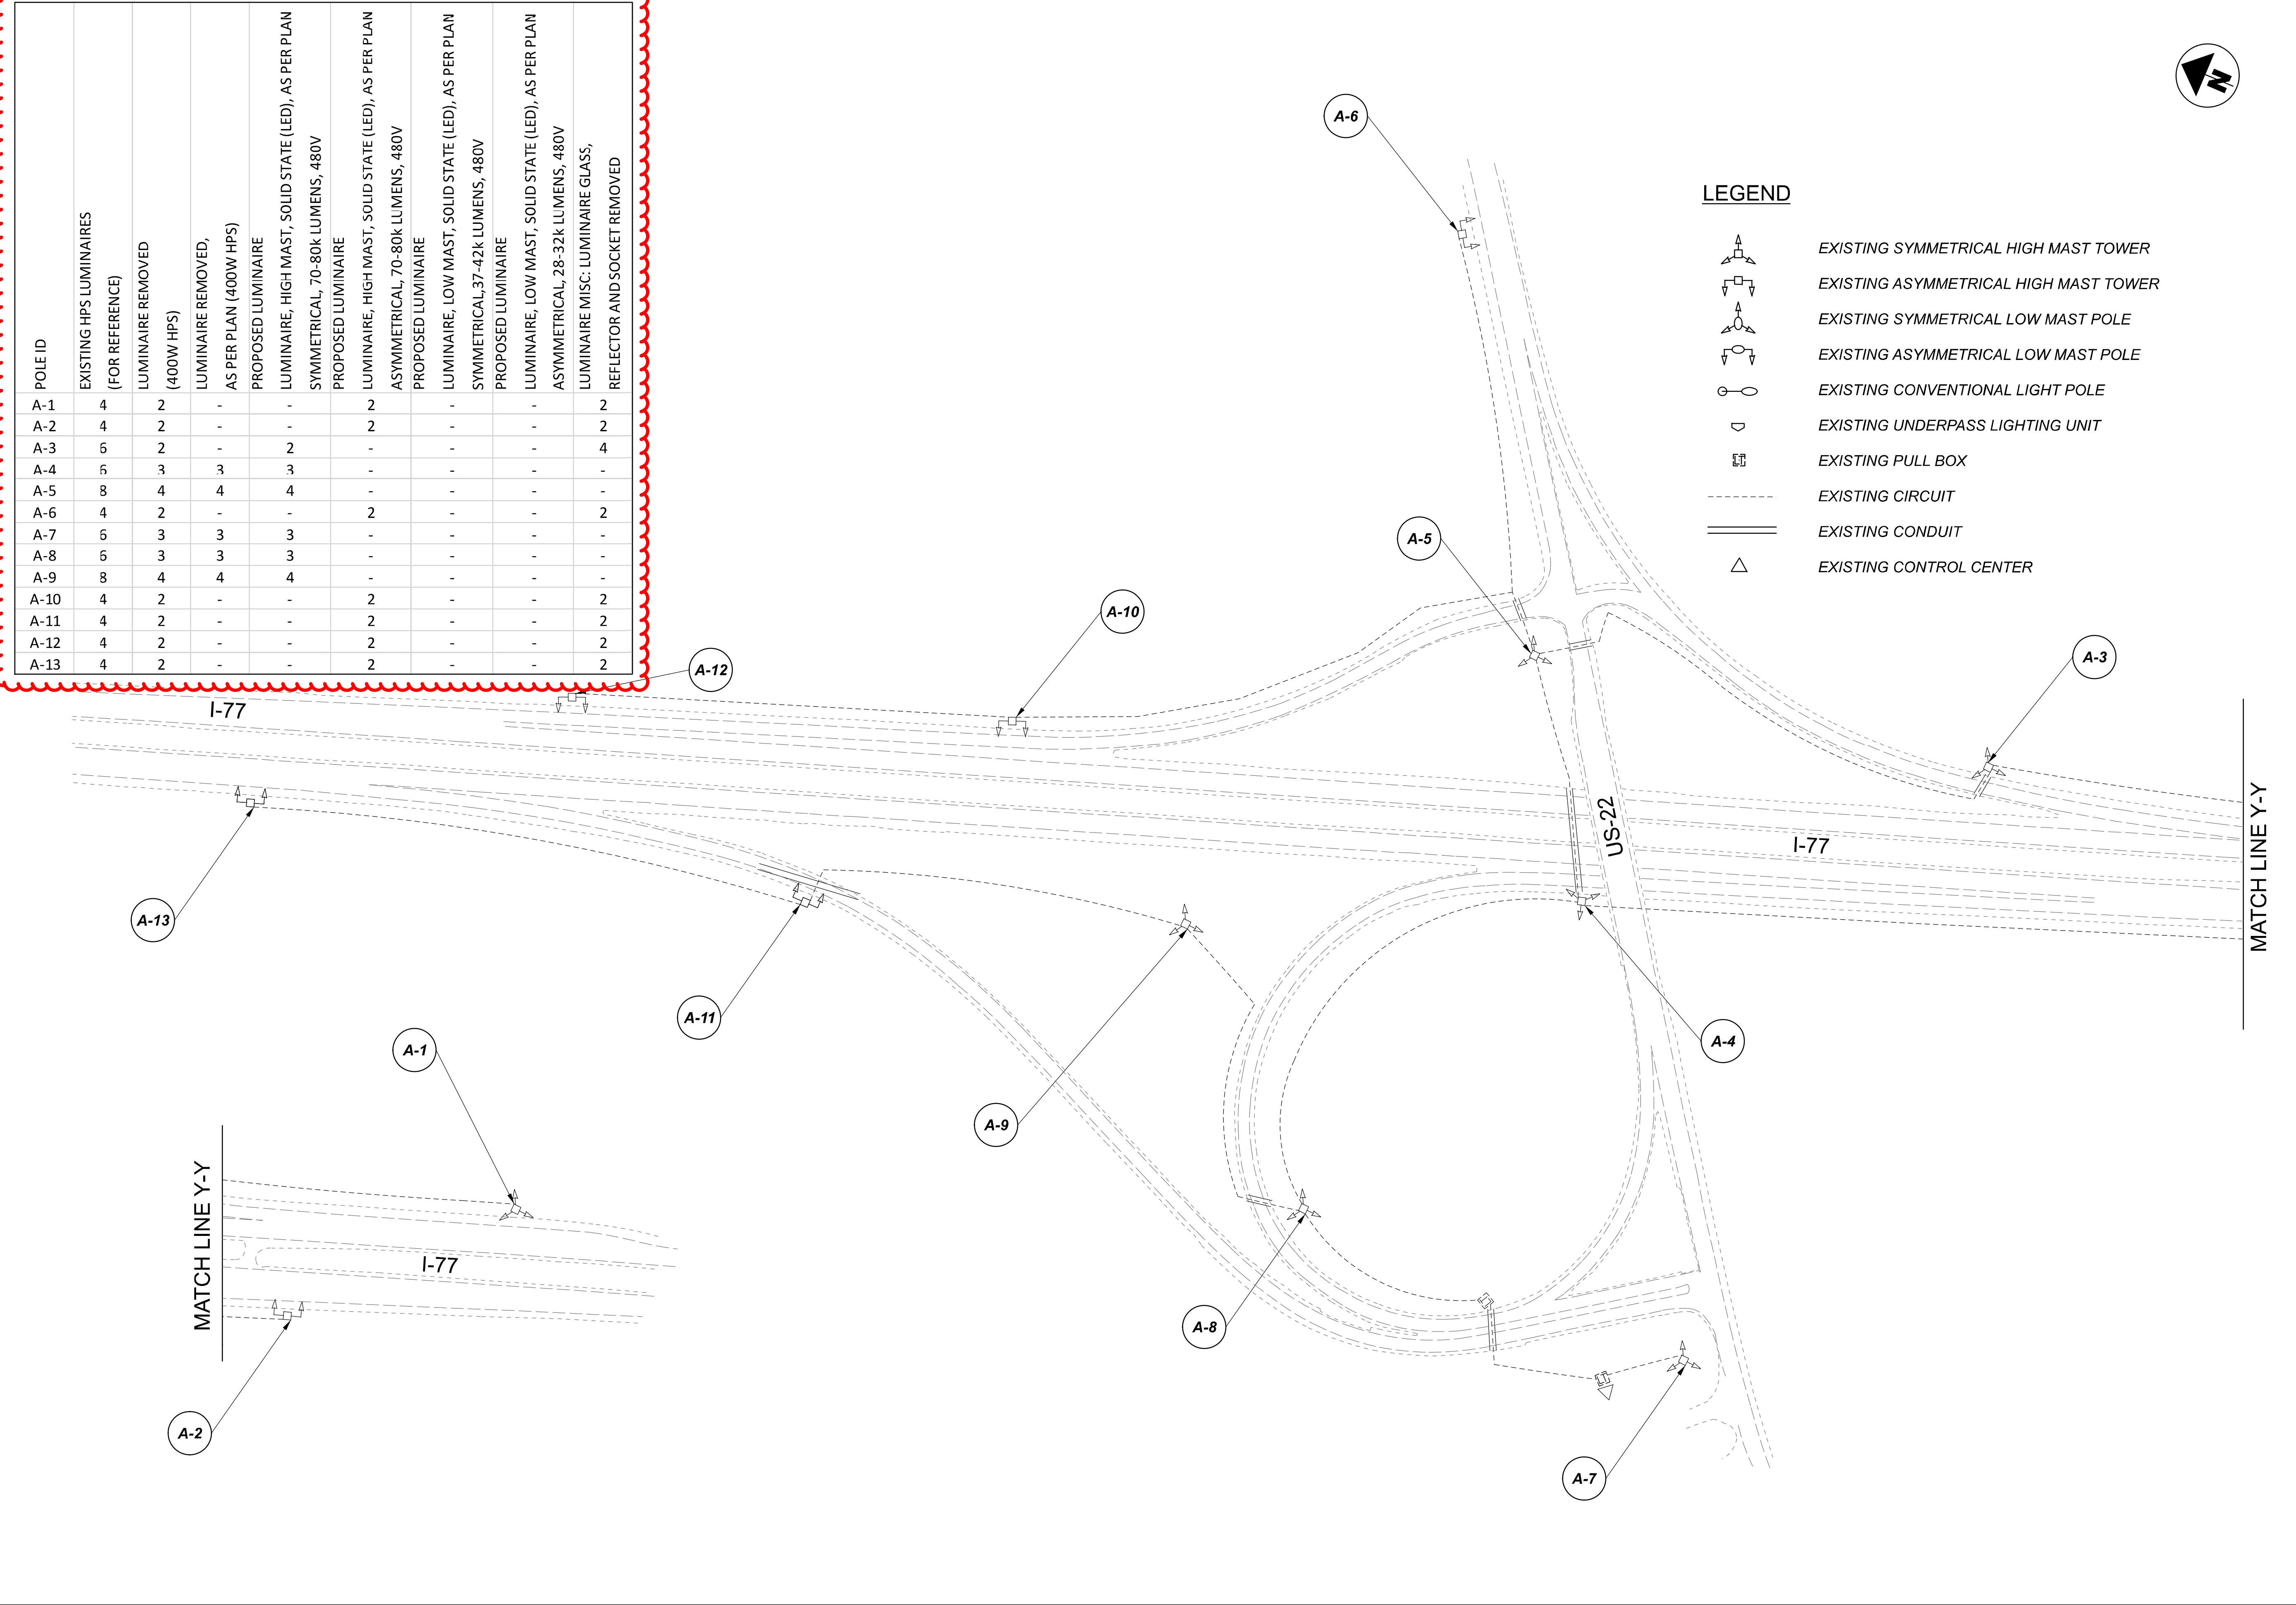 POLE ID
EXISTING HPS LUMINAIRES
(FOR REFERENCE)
LUMINAIRE REMOVED
(400W HPS)
LUMINAIRE REMOVED,
AS PER PLAN (400W HPS)
PROPOSED LUMINAIRE
LUMINAIRE, HIGH MAST, SOLID STATE (LED), AS PER PLAN
SYMMETRICAL, 70-80k LUMENS, 480V
PROPOSED LUMINAIRE
LUMINAIRE, HIGH MAST, SOLID STATE (LED), AS PER PLAN
ASYMMETRICAL, 70-80k LUMENS, 480V
PROPOSED LUMINAIRE
LUMINAIRE, LOW MAST, SOLID STATE (LED), AS PER PLAN
SYMMETRICAL,37-42k LUMENS, 480V
PROPOSED LUMINAIRE
LUMINAIRE, LOW MAST, SOLID STATE (LED), AS PER PLAN
ASYMMETRICAL, 28-32k LUMENS, 480V
LUMINAIRE MISC: LUMINAIRE GLASS,
REFLECTOR AND SOCKET REMOVED
A-1 4 2 - - 2 - - 2
A-2 4 2 - - 2 - - 2
A-3 6 2 - 2 - - - 4
A-4 6 3 3 3 - - - -
A-5 8 4 4 4 - - - -
A-6 4 2 - - 2 - - 2
A-7 6 3 3 3 - - - -
A-8 6 3 3 3 - - - -
A-9 8 4 4 4 - - - -
A-10 4 2 - - 2 - - 2
A-11 4 2 - - 2 - - 2
A-12 4 2 - - 2 - - 2
A-13 4 2 - - 2 - - 2
N
LEGEND
EXISTING SYMMETRICAL HIGH MAST TOWER
EXISTING ASYMMETRICAL HIGH MAST TOWER
EXISTING SYMMETRICAL LOW MAST POLE
EXISTING ASYMMETRICAL LOW MAST POLE
EXISTING CONVENTIONAL LIGHT POLE
EXISTING UNDERPASS LIGHTING UNIT
EXISTING PULL BOX
EXISTING CIRCUIT
EXISTING CONDUIT
EXISTING CONTROL CENTER
A-6
A-5
A-10
A-3
A-12
I-77
US-22
I-77
MATCH LINE Y-Y
A-13
A-11
A-4
A-1
A-9
MATCH LINE Y-Y
I-77
A-8
A-2
A-7